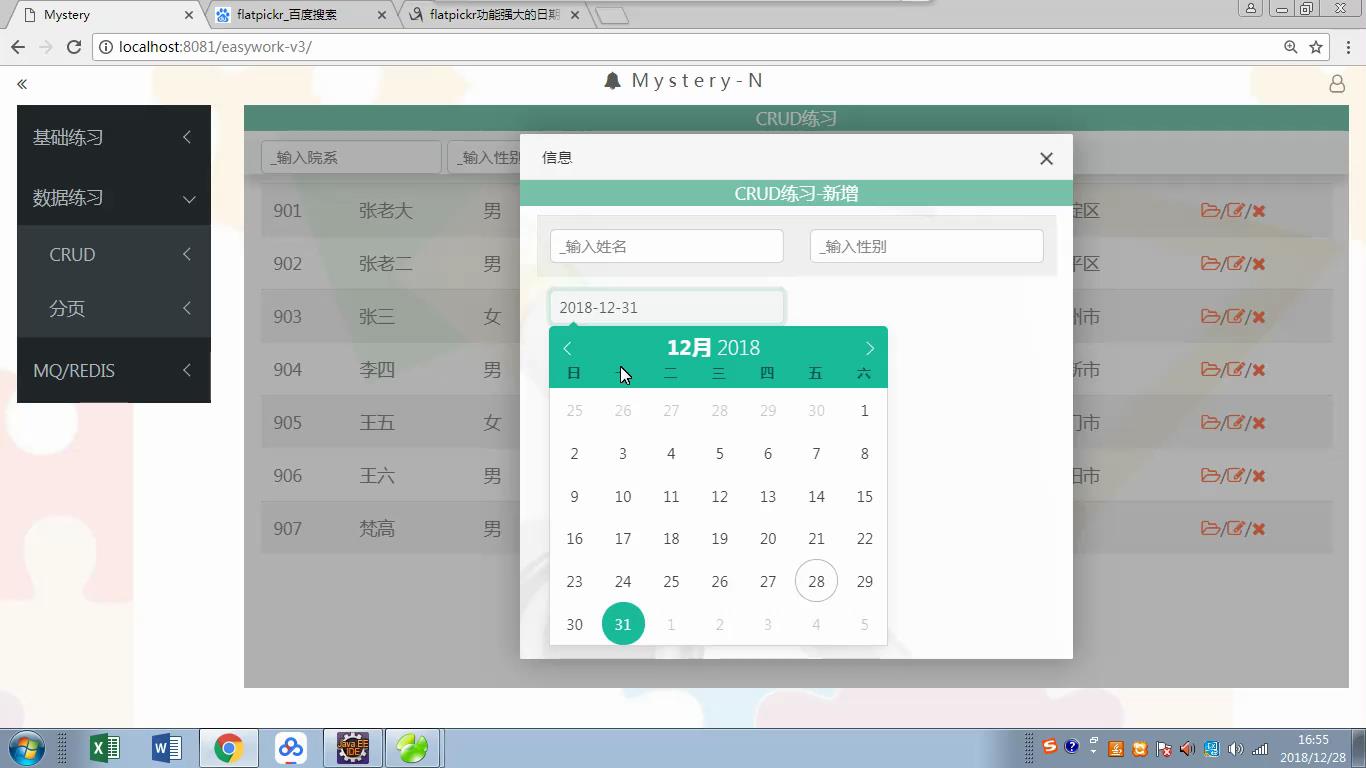 Mystery
flatpickr_百度搜索
flatpickr功能强大的日期
localhost:8081/easywork-v3/
«
Mystery-N
基础练习
数据练习
CRUD
分页
MQ/REDIS
CRUD练习
_输入院系
_输入性别
901 张老大 男
902 张老二 男
903 张三 女
904 李四 男
905 王五 女
906 王六 男
907 梵高 男
淀区
平区
州市
新市
门市
阳市
信息
CRUD练习-新增
_输入姓名
_输入性别
2018-12-31
12月 2018
日 一 二 三 四 五 六
25 26 27 28 29 30 1
2 3 4 5 6 7 8
9 10 11 12 13 14 15
16 17 18 19 20 21 22
23 24 25 26 27 28 29
30 31 1 2 3 4 5
Java EE
IDE
16:55
2018/12/28